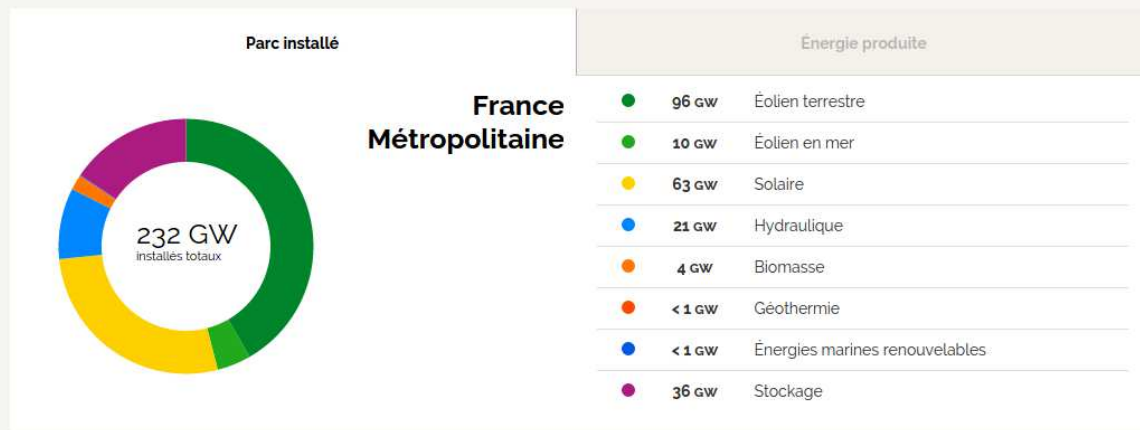 Parc installé
Énergie produite
France
Métropolitaine
232 GW
installés totaux
96 GW Éolien terrestre
10 GW Éolien en mer
63 GW Solaire
21 GW Hydraulique
4 GW Biomasse
< 1 GW Géothermie
< 1 GW Énergies marines renouvelables
36 GW Stockage